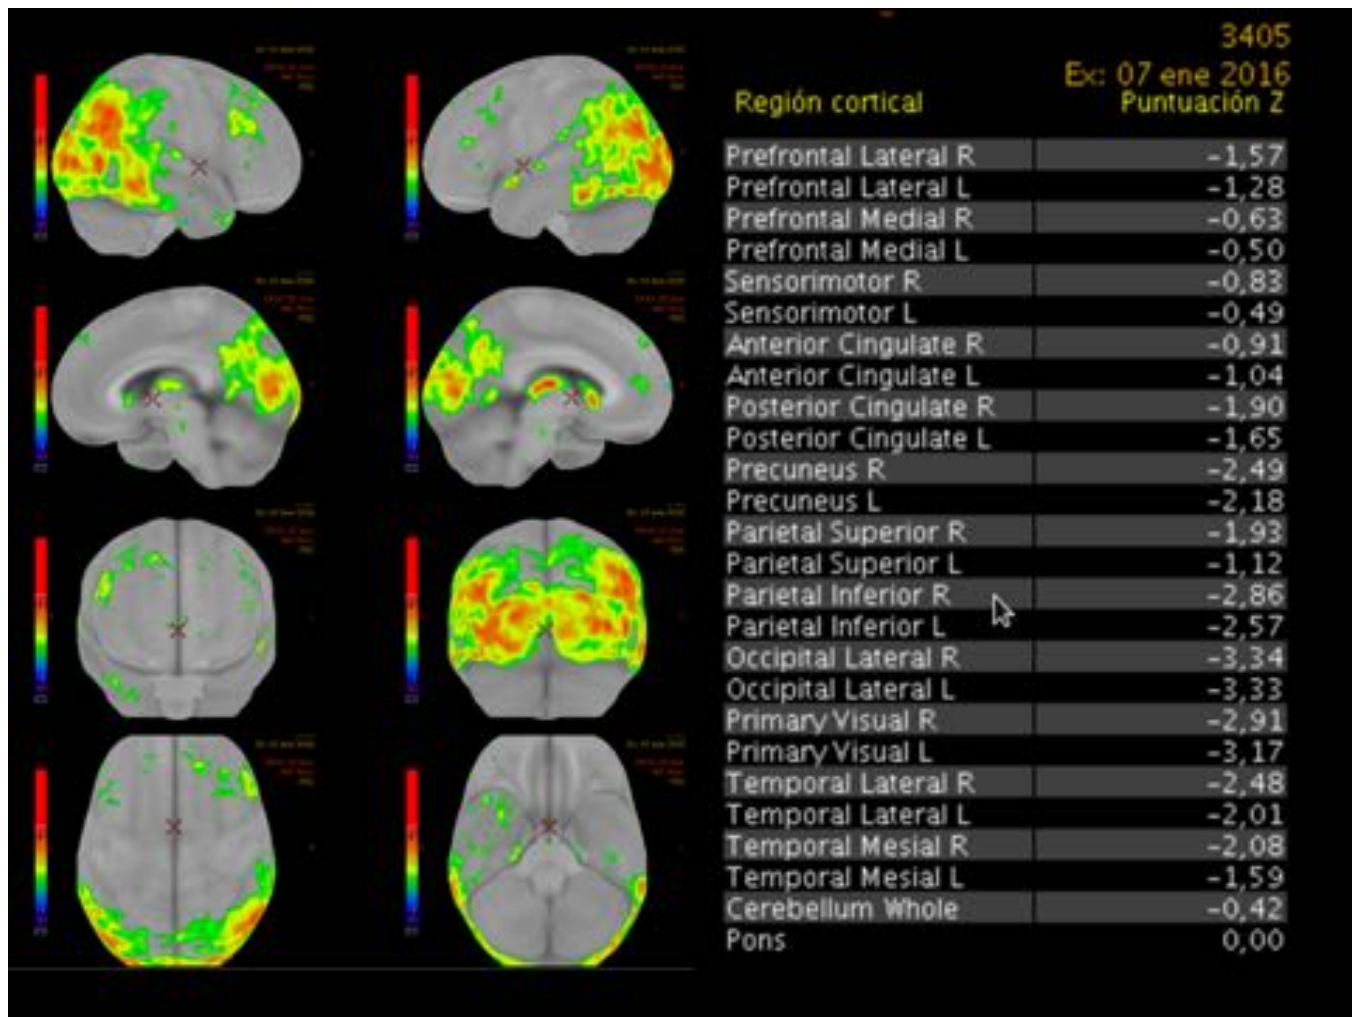 3405
Ex: 07 ene 2016
Región cortical Puntuación Z
Prefrontal Lateral R -1,57
Prefrontal Lateral L -1,28
Prefrontal Medial R -0,63
Prefrontal Medial L -0,50
Sensorimotor R -0,83
Sensorimotor L -0,49
Anterior Cingulate R -0,91
Anterior Cingulate L -1,04
Posterior Cingulate R -1,90
Posterior Cingulate L -1,65
Precuneus R -2,49
Precuneus L -2,18
Parietal Superior R -1,93
Parietal Superior L -1,12
Parietal Inferior R -2,86
Parietal Inferior L -2,57
Occipital Lateral R -3,34
Occipital Lateral L -3,33
Primary Visual R -2,91
Primary Visual L -3,17
Temporal Lateral R -2,48
Temporal Lateral L -2,01
Temporal Mesial R -2,08
Temporal Mesial L -1,59
Cerebellum Whole -0,42
Pons 0,00